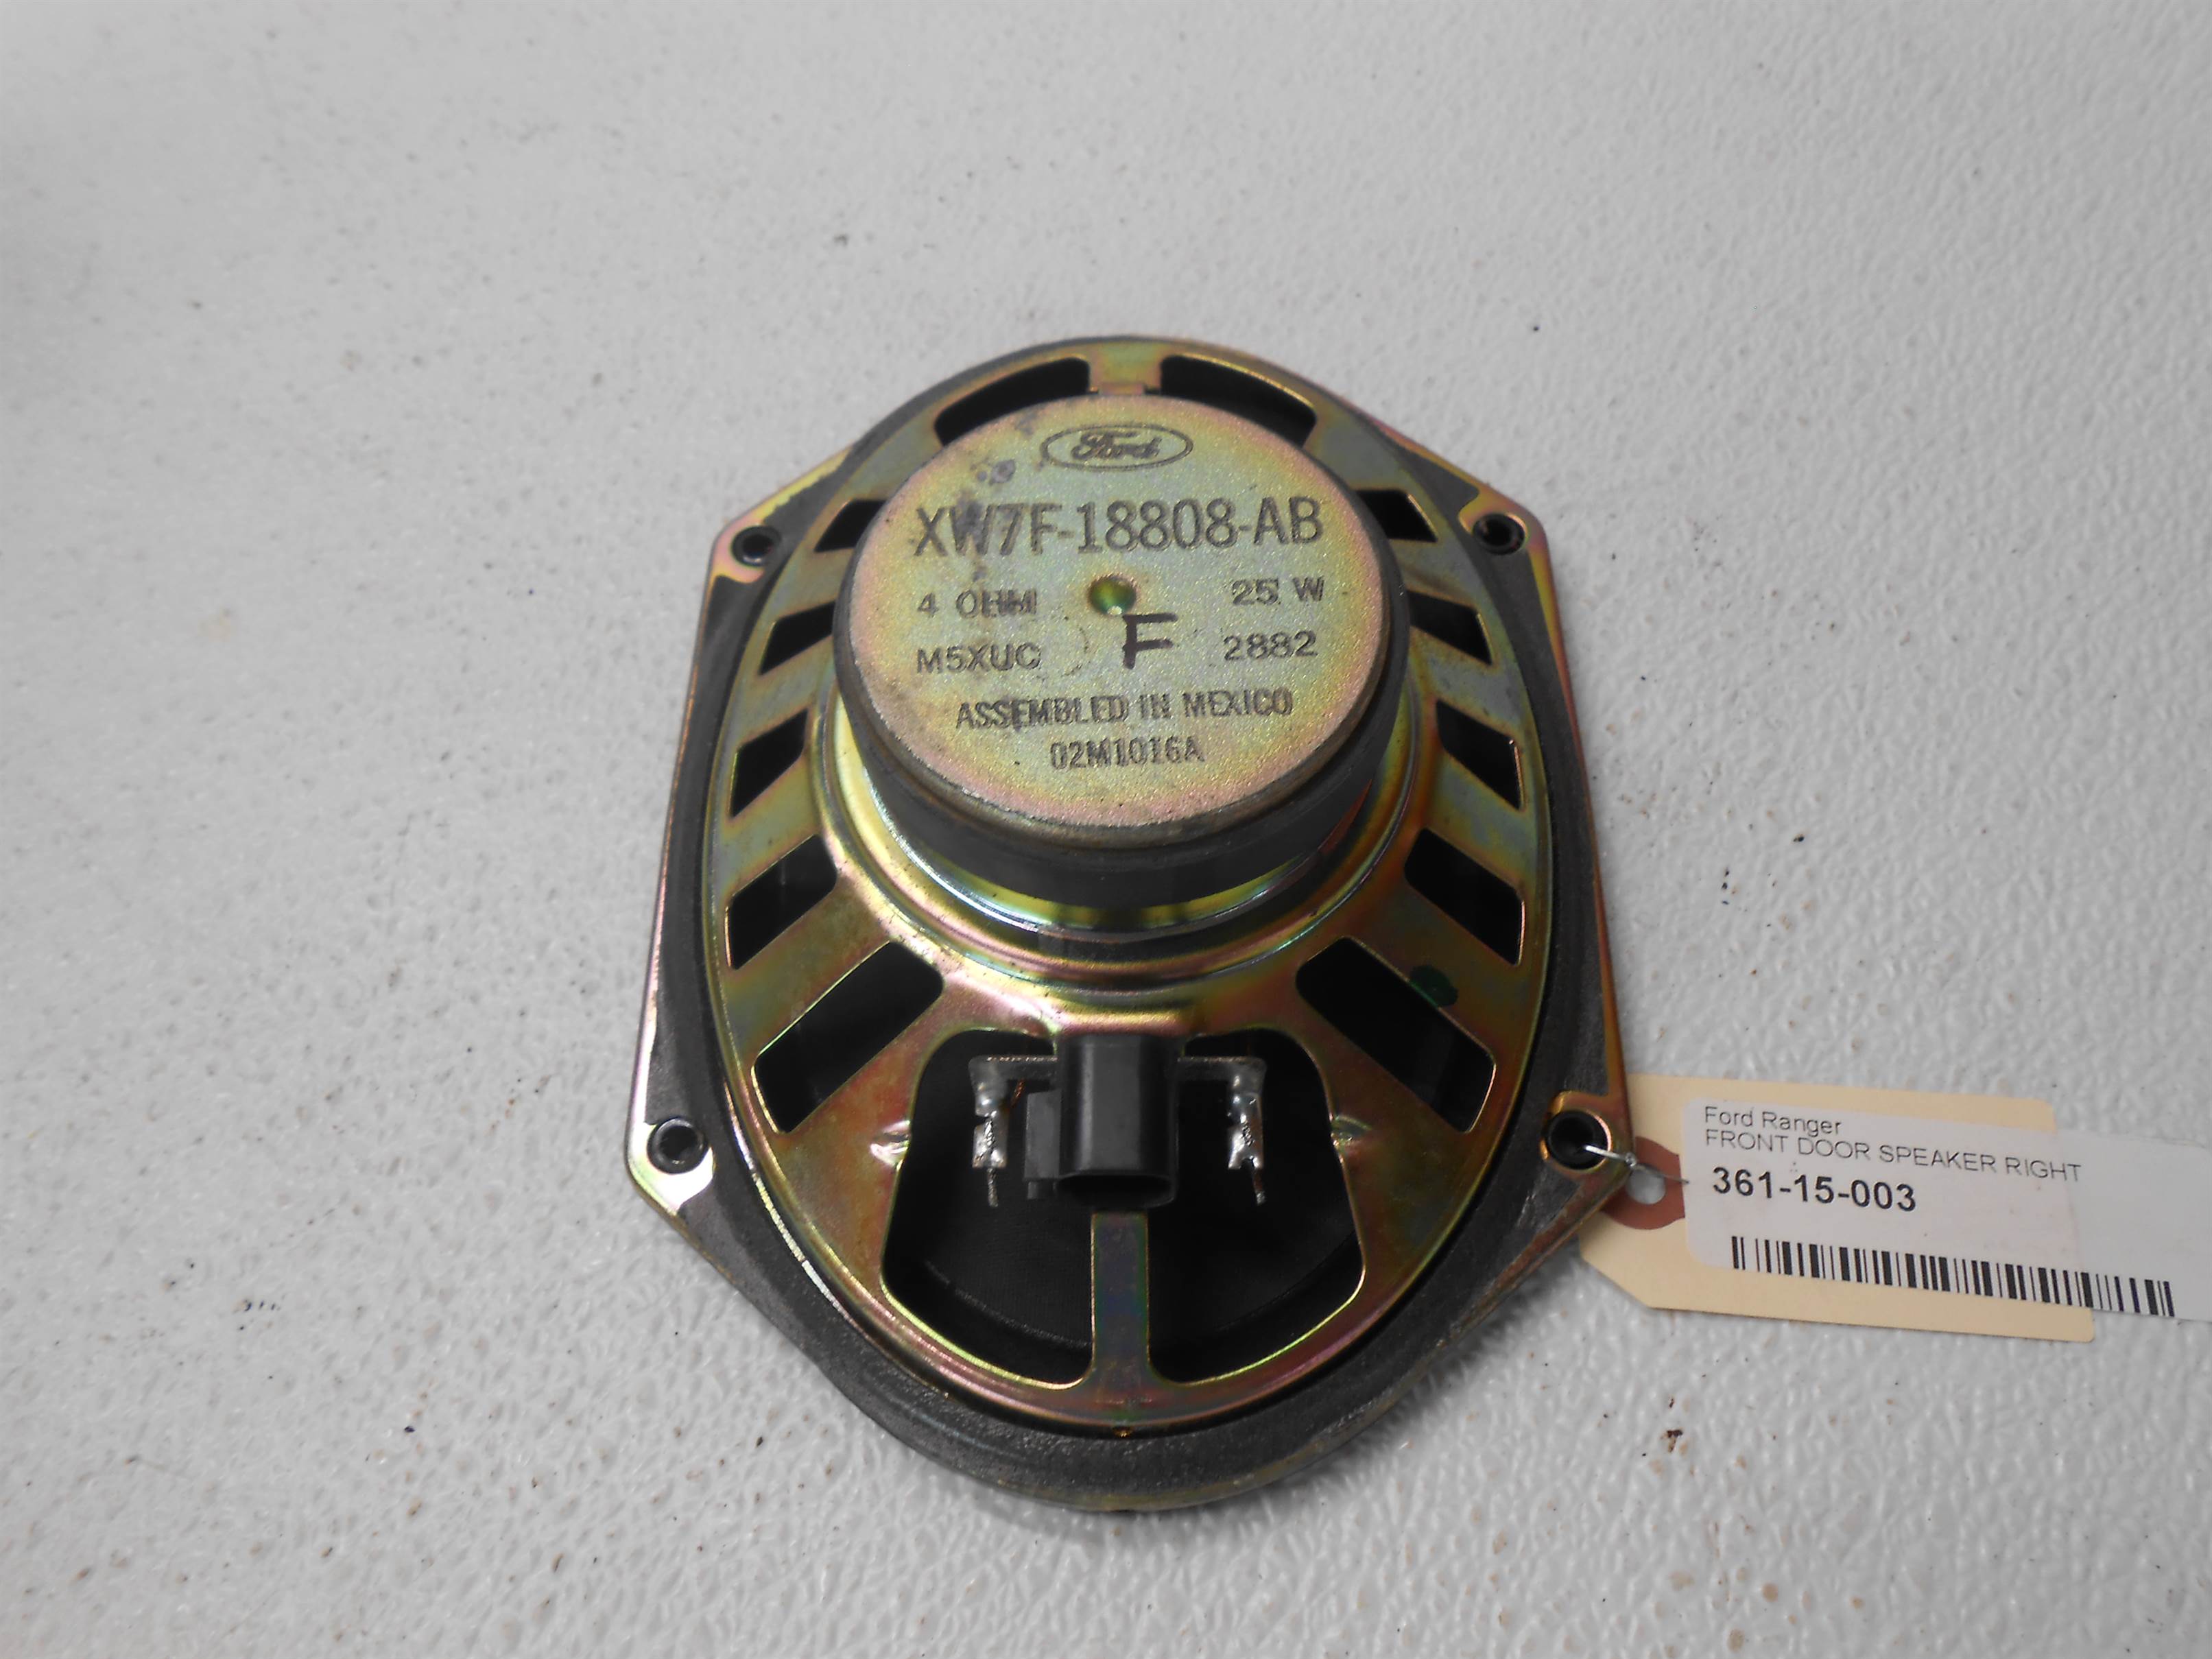 Ford
XW7F-18808-AB
4 OHM 25 W
F
M5XUC 2882
ASSEMBLED IN MEXICO
02M1016A
Ford Ranger
FRONT DOOR SPEAKER RIGHT
361-15-003